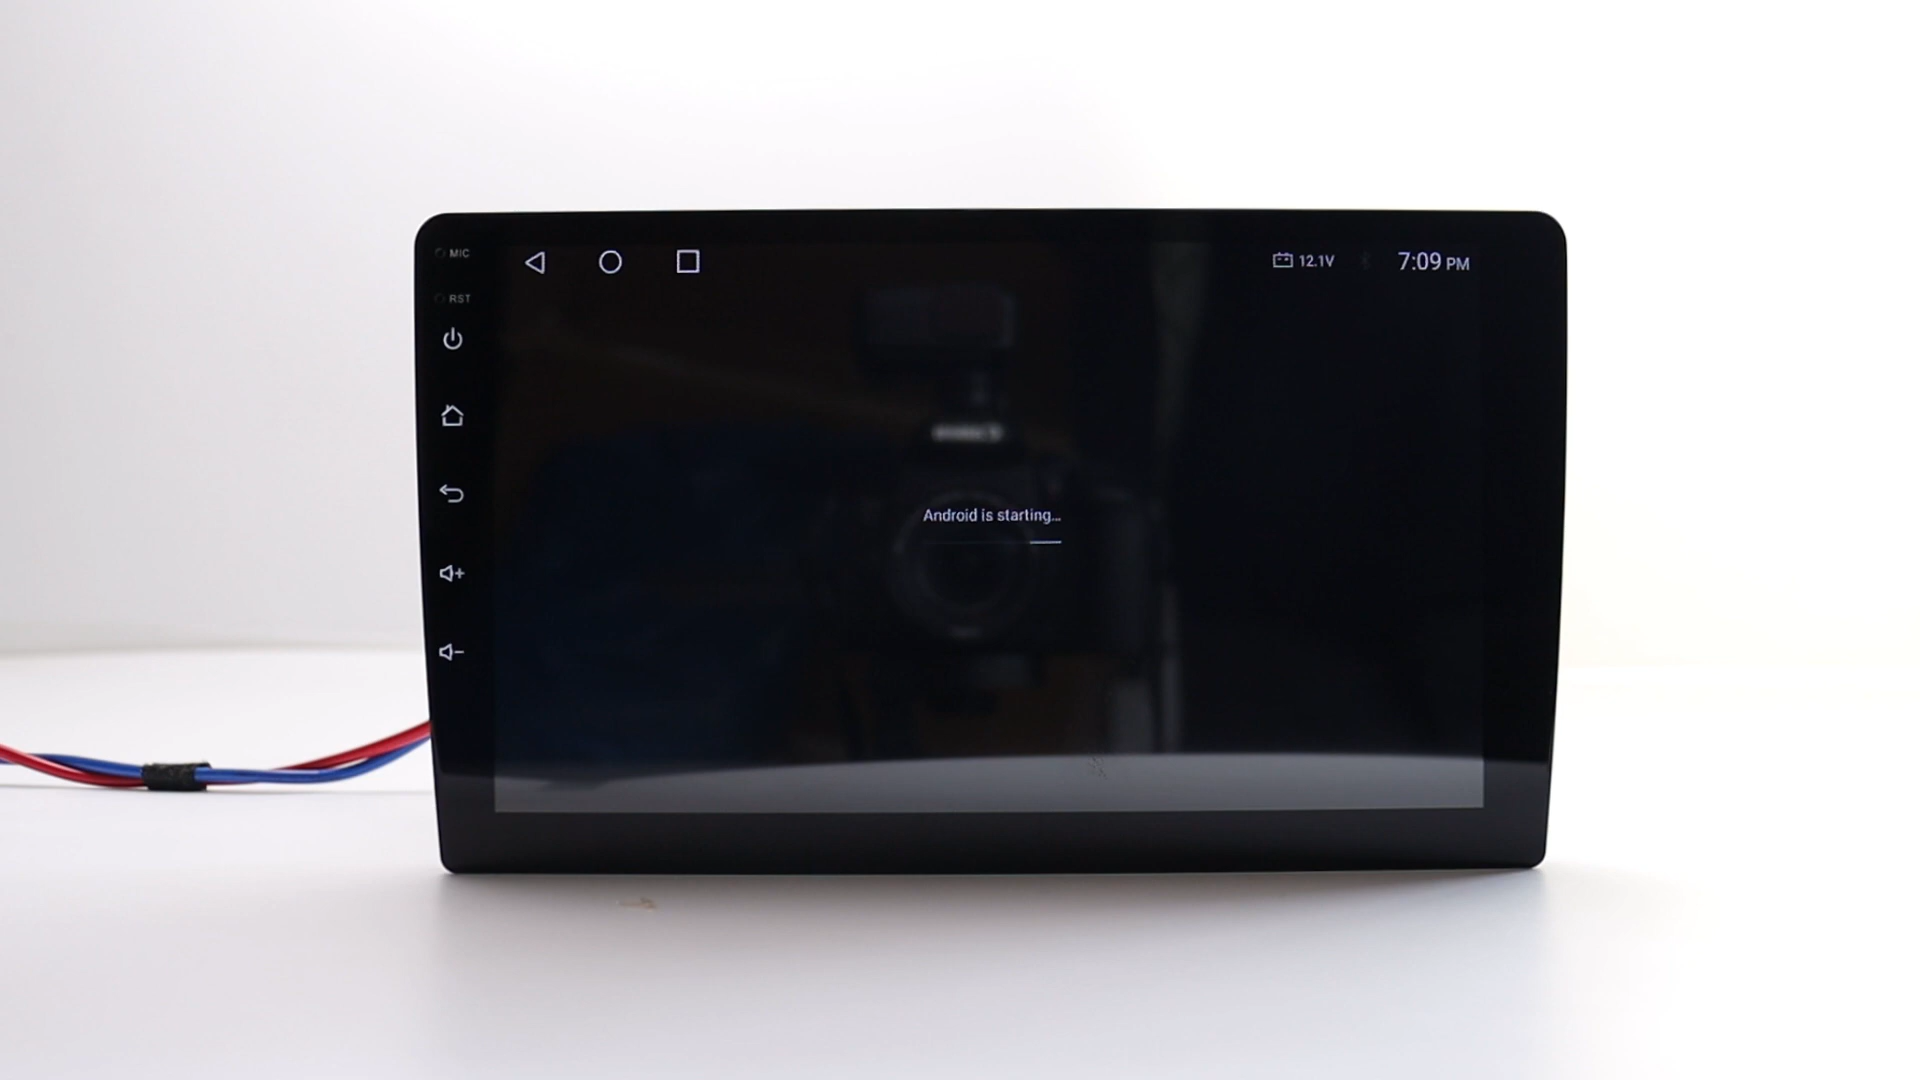 MIC
12.1V
7:09 PM
RST
Android is starting...